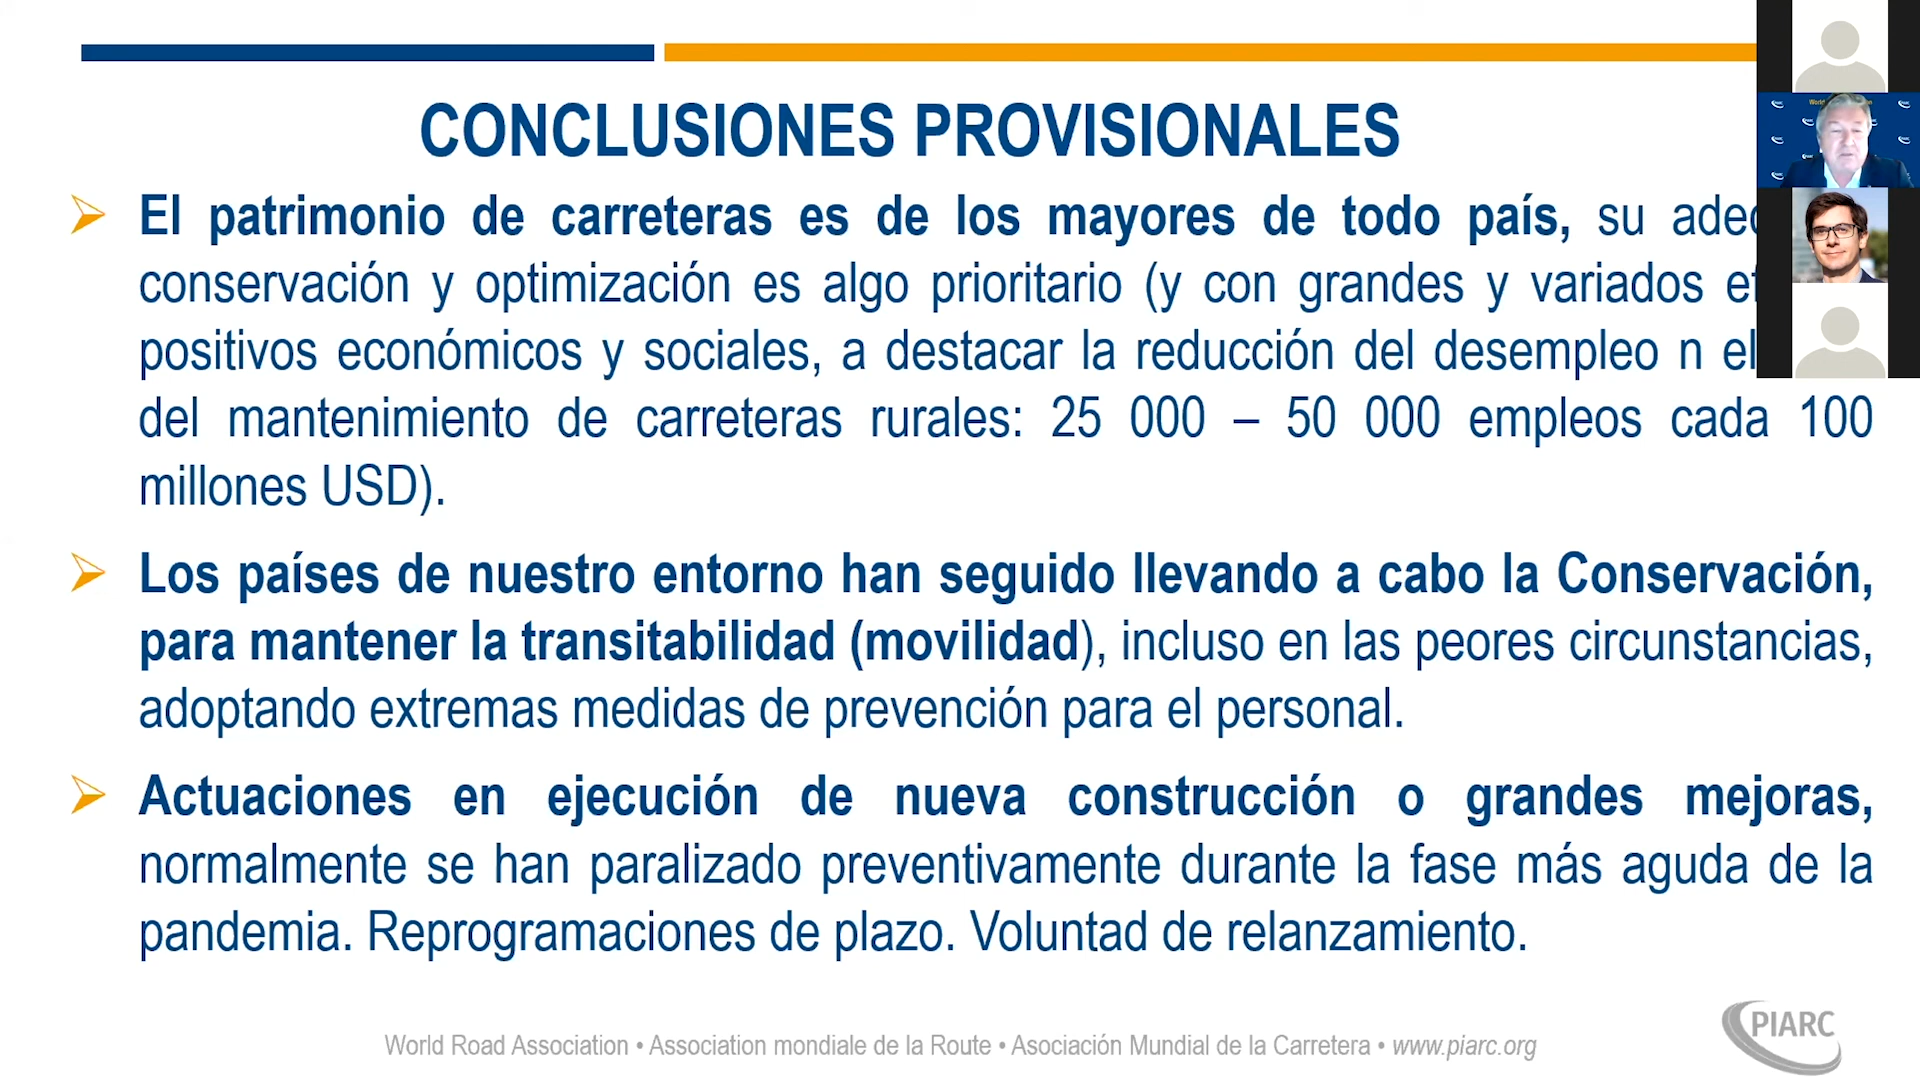 CONCLUSIONES PROVISIONALES
El patrimonio de carreteras es de los mayores de todo país, su
conservación y optimización es algo prioritario (y con grandes y variados
positivos económicos y sociales, a destacar la reducción del desempleo n el
del mantenimiento de carreteras rurales: 25 000 – 50 000 empleos cada 100
millones USD).
Los países de nuestro entorno han seguido llevando a cabo la Conservación,
para mantener la transitabilidad (movilidad), incluso en las peores circunstancias,
adoptando extremas medidas de prevención para el personal.
Actuaciones en ejecución de nueva construcción o grandes mejoras,
normalmente se han paralizado preventivamente durante la fase más aguda de la
pandemia. Reprogramaciones de plazo. Voluntad de relanzamiento.
World Road Association • Association mondiale de la Route • Asociación Mundial de la Carretera • www.piarc.org
PIARC